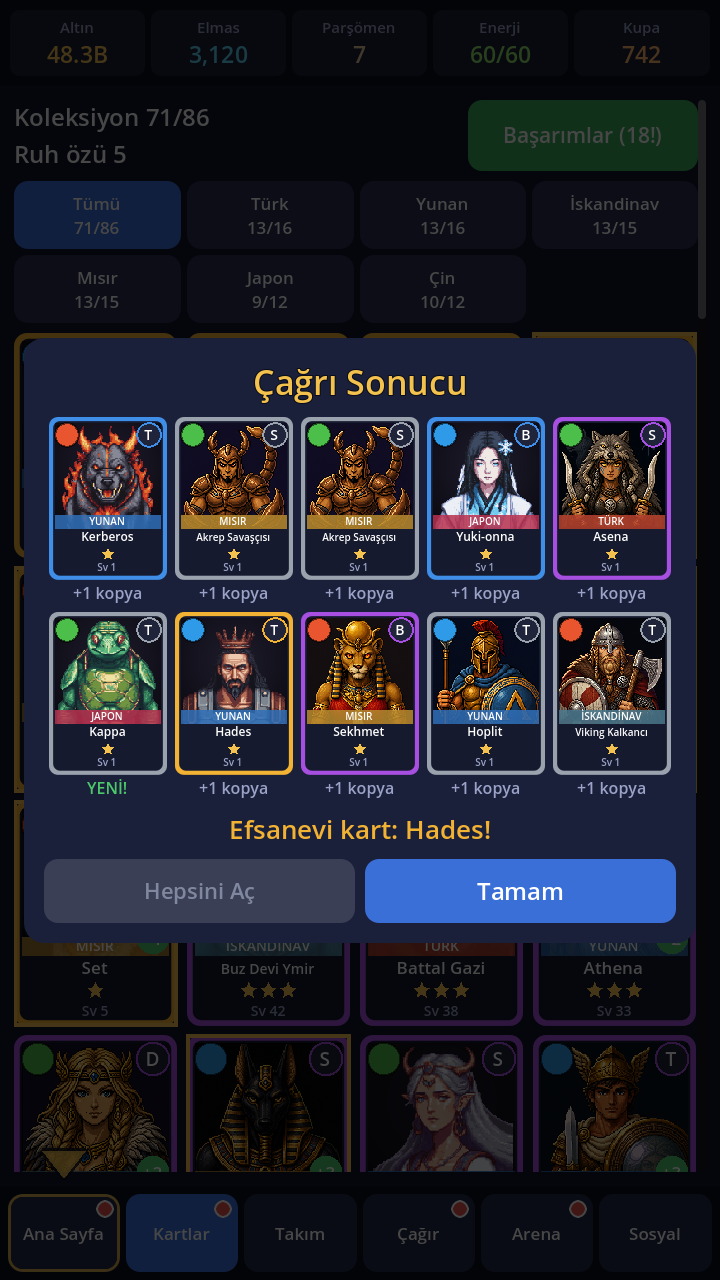 Altın
48.3B
Elmas
3,120
Parşömen
7
Enerji
60/60
Kupa
742
Koleksiyon 71/86
Ruh özü 5
Başarımlar (18!)
Tümü
71/86
Türk
13/16
Yunan
13/16
İskandinav
13/15
Mısır
13/15
Japon
9/12
Çin
10/12
Çağrı Sonucu
T
YUNAN
Kerberos
Sv 1
+1 kopya
S
MISIR
Akrep Savaşçısı
Sv 1
+1 kopya
S
MISIR
Akrep Savaşçısı
Sv 1
+1 kopya
B
JAPON
Yuki-onna
Sv 1
+1 kopya
S
TÜRK
Asena
Sv 1
+1 kopya
T
JAPON
Kappa
Sv 1
YENİ!
T
YUNAN
Hades
Sv 1
+1 kopya
B
MISIR
Sekhmet
Sv 1
+1 kopya
T
YUNAN
Hoplit
Sv 1
+1 kopya
T
İSKANDİNAV
Viking Kalkancı
Sv 1
+1 kopya
Efsanevi kart: Hades!
Hepsini Aç
Tamam
MISIR
Set
Sv 5
İSKANDİNAV
Buz Devi Ymir
Sv 42
TÜRK
Battal Gazi
Sv 38
YUNAN
Athena
Sv 33
D
S
S
T
Ana Sayfa
Kartlar
Takım
Çağır
Arena
Sosyal